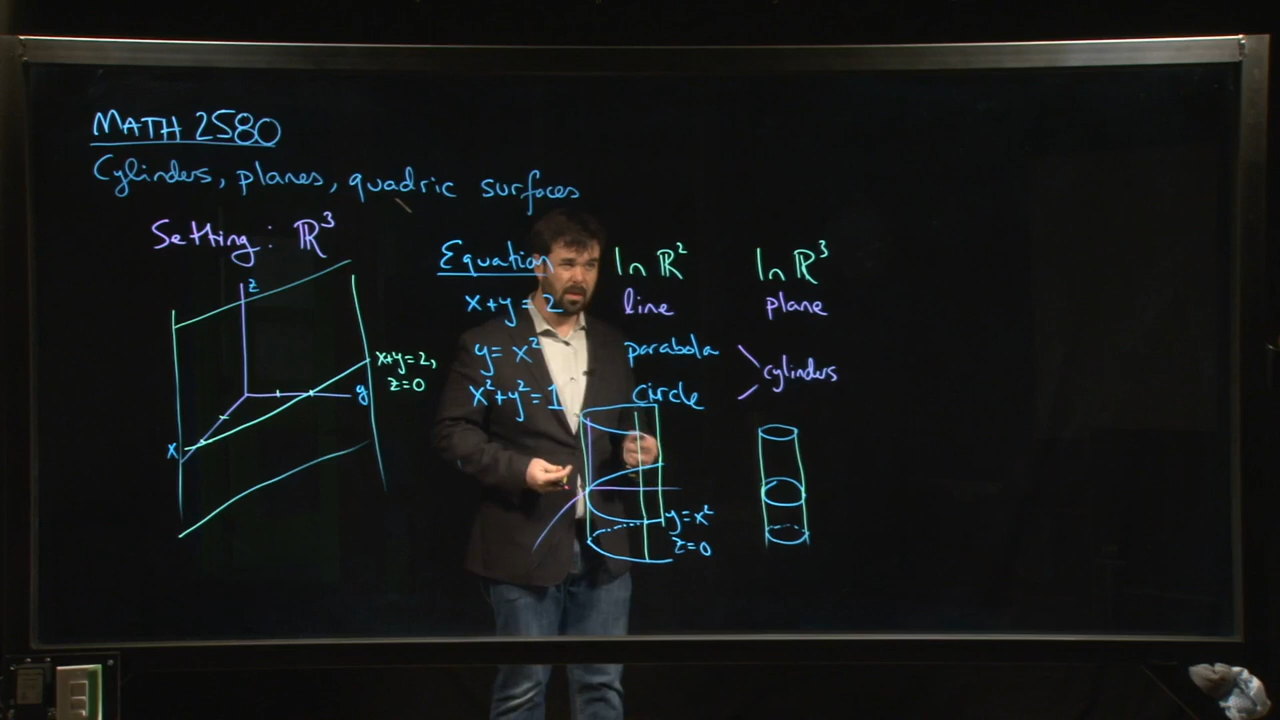 MATH 2580
Cylinders, planes, quadric surfaces
Setting: ℝ³
Equation In ℝ² In ℝ³
x+y=2 line plane
y=x² parabola cylinders
x²+y²=1 circle
z
x+y=2,
z=0
y
x
y=x²
z=0